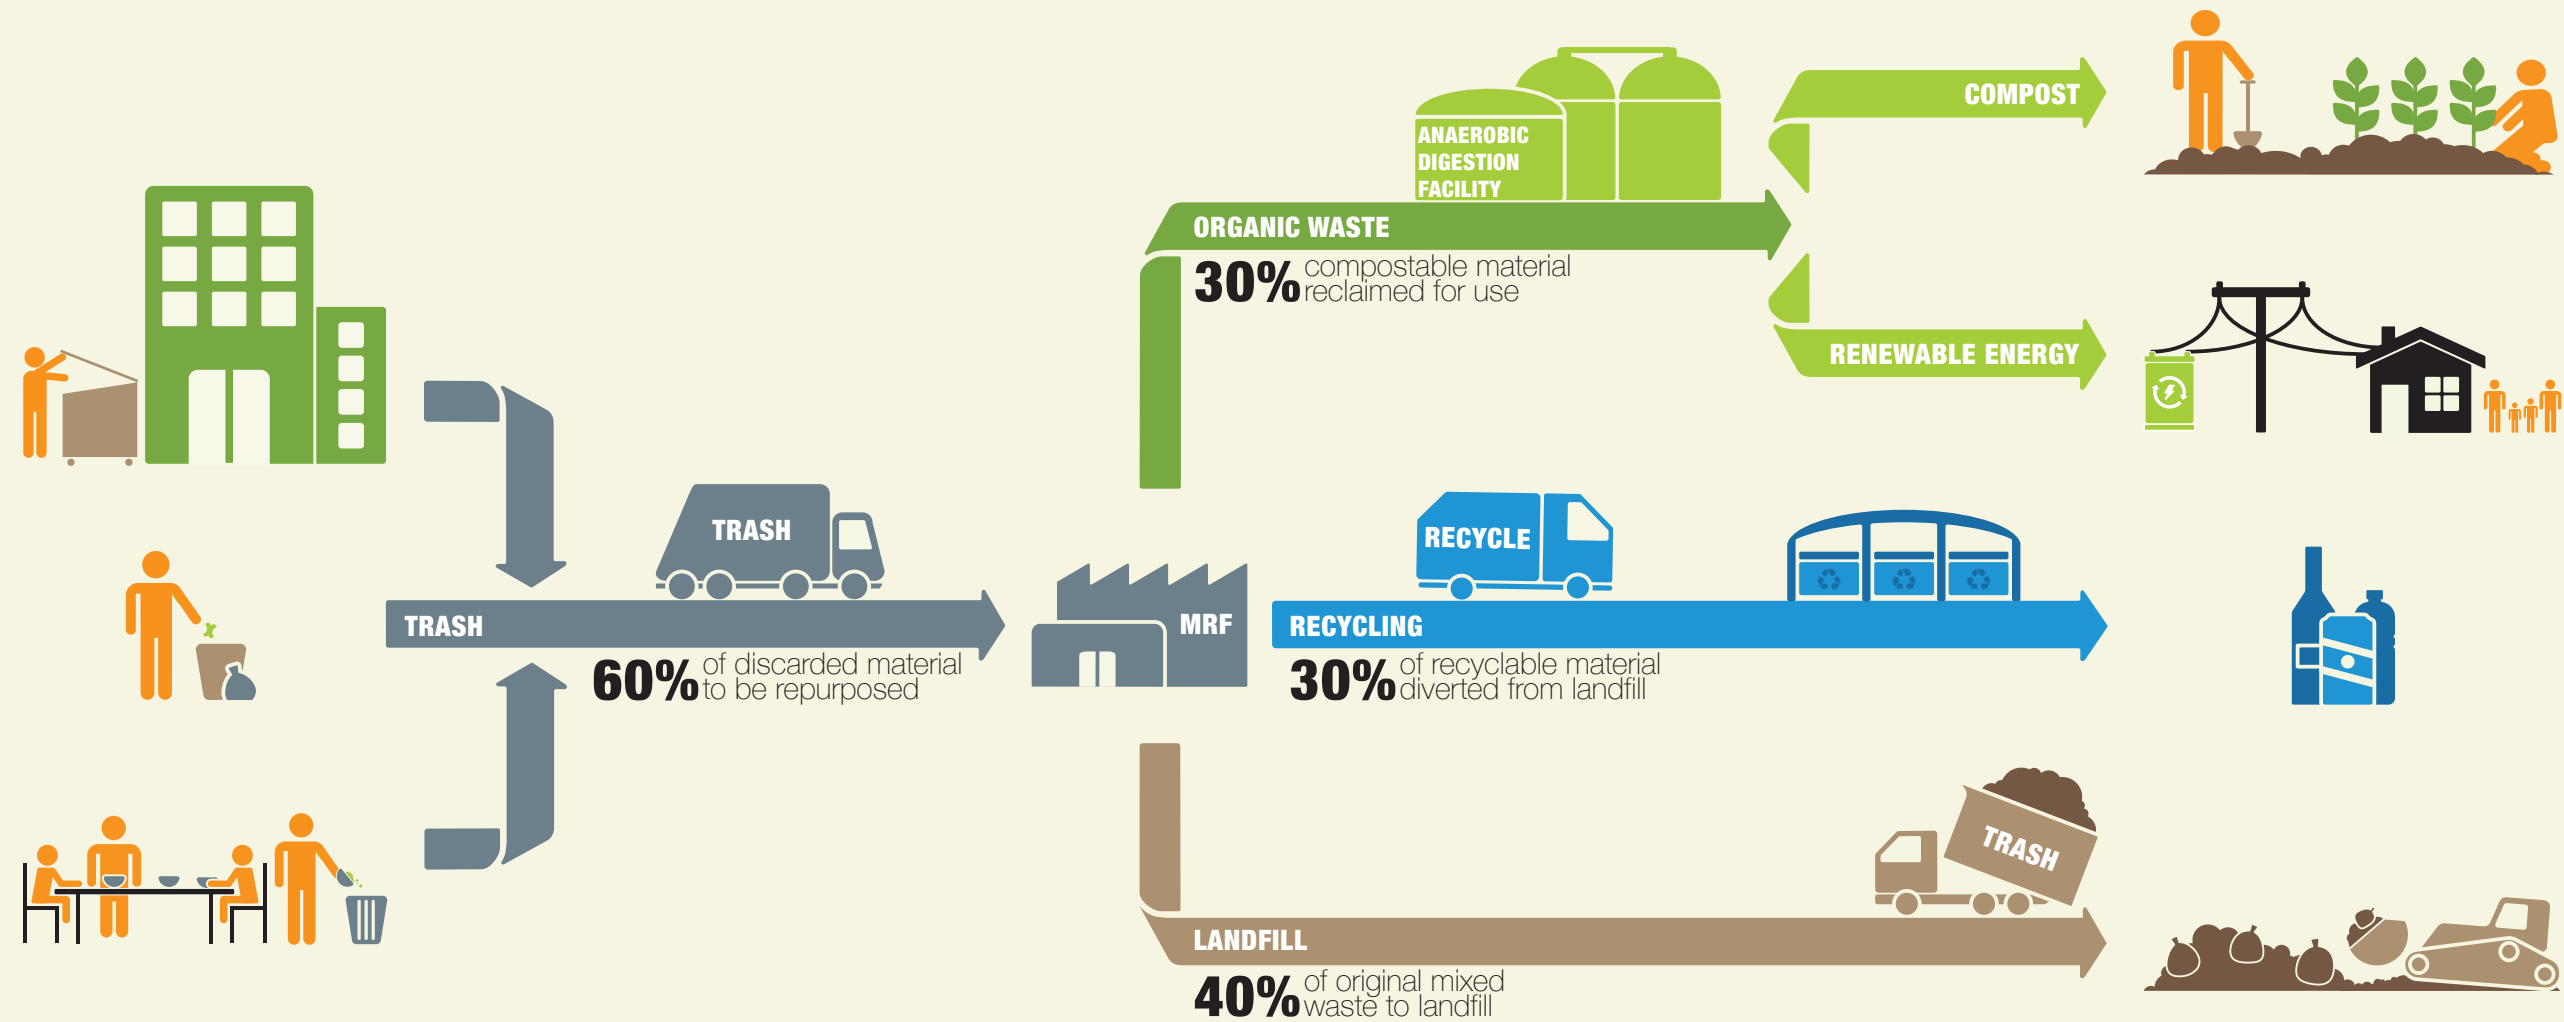 COMPOST
ANAEROBIC
DIGESTION
FACILITY
ORGANIC WASTE
30% compostable material
reclaimed for use
RENEWABLE ENERGY
TRASH
RECYCLE
TRASH
MRF
RECYCLING
60% of discarded material
to be repurposed
30% of recyclable material
diverted from landfill
TRASH
LANDFILL
40% of original mixed
waste to landfill